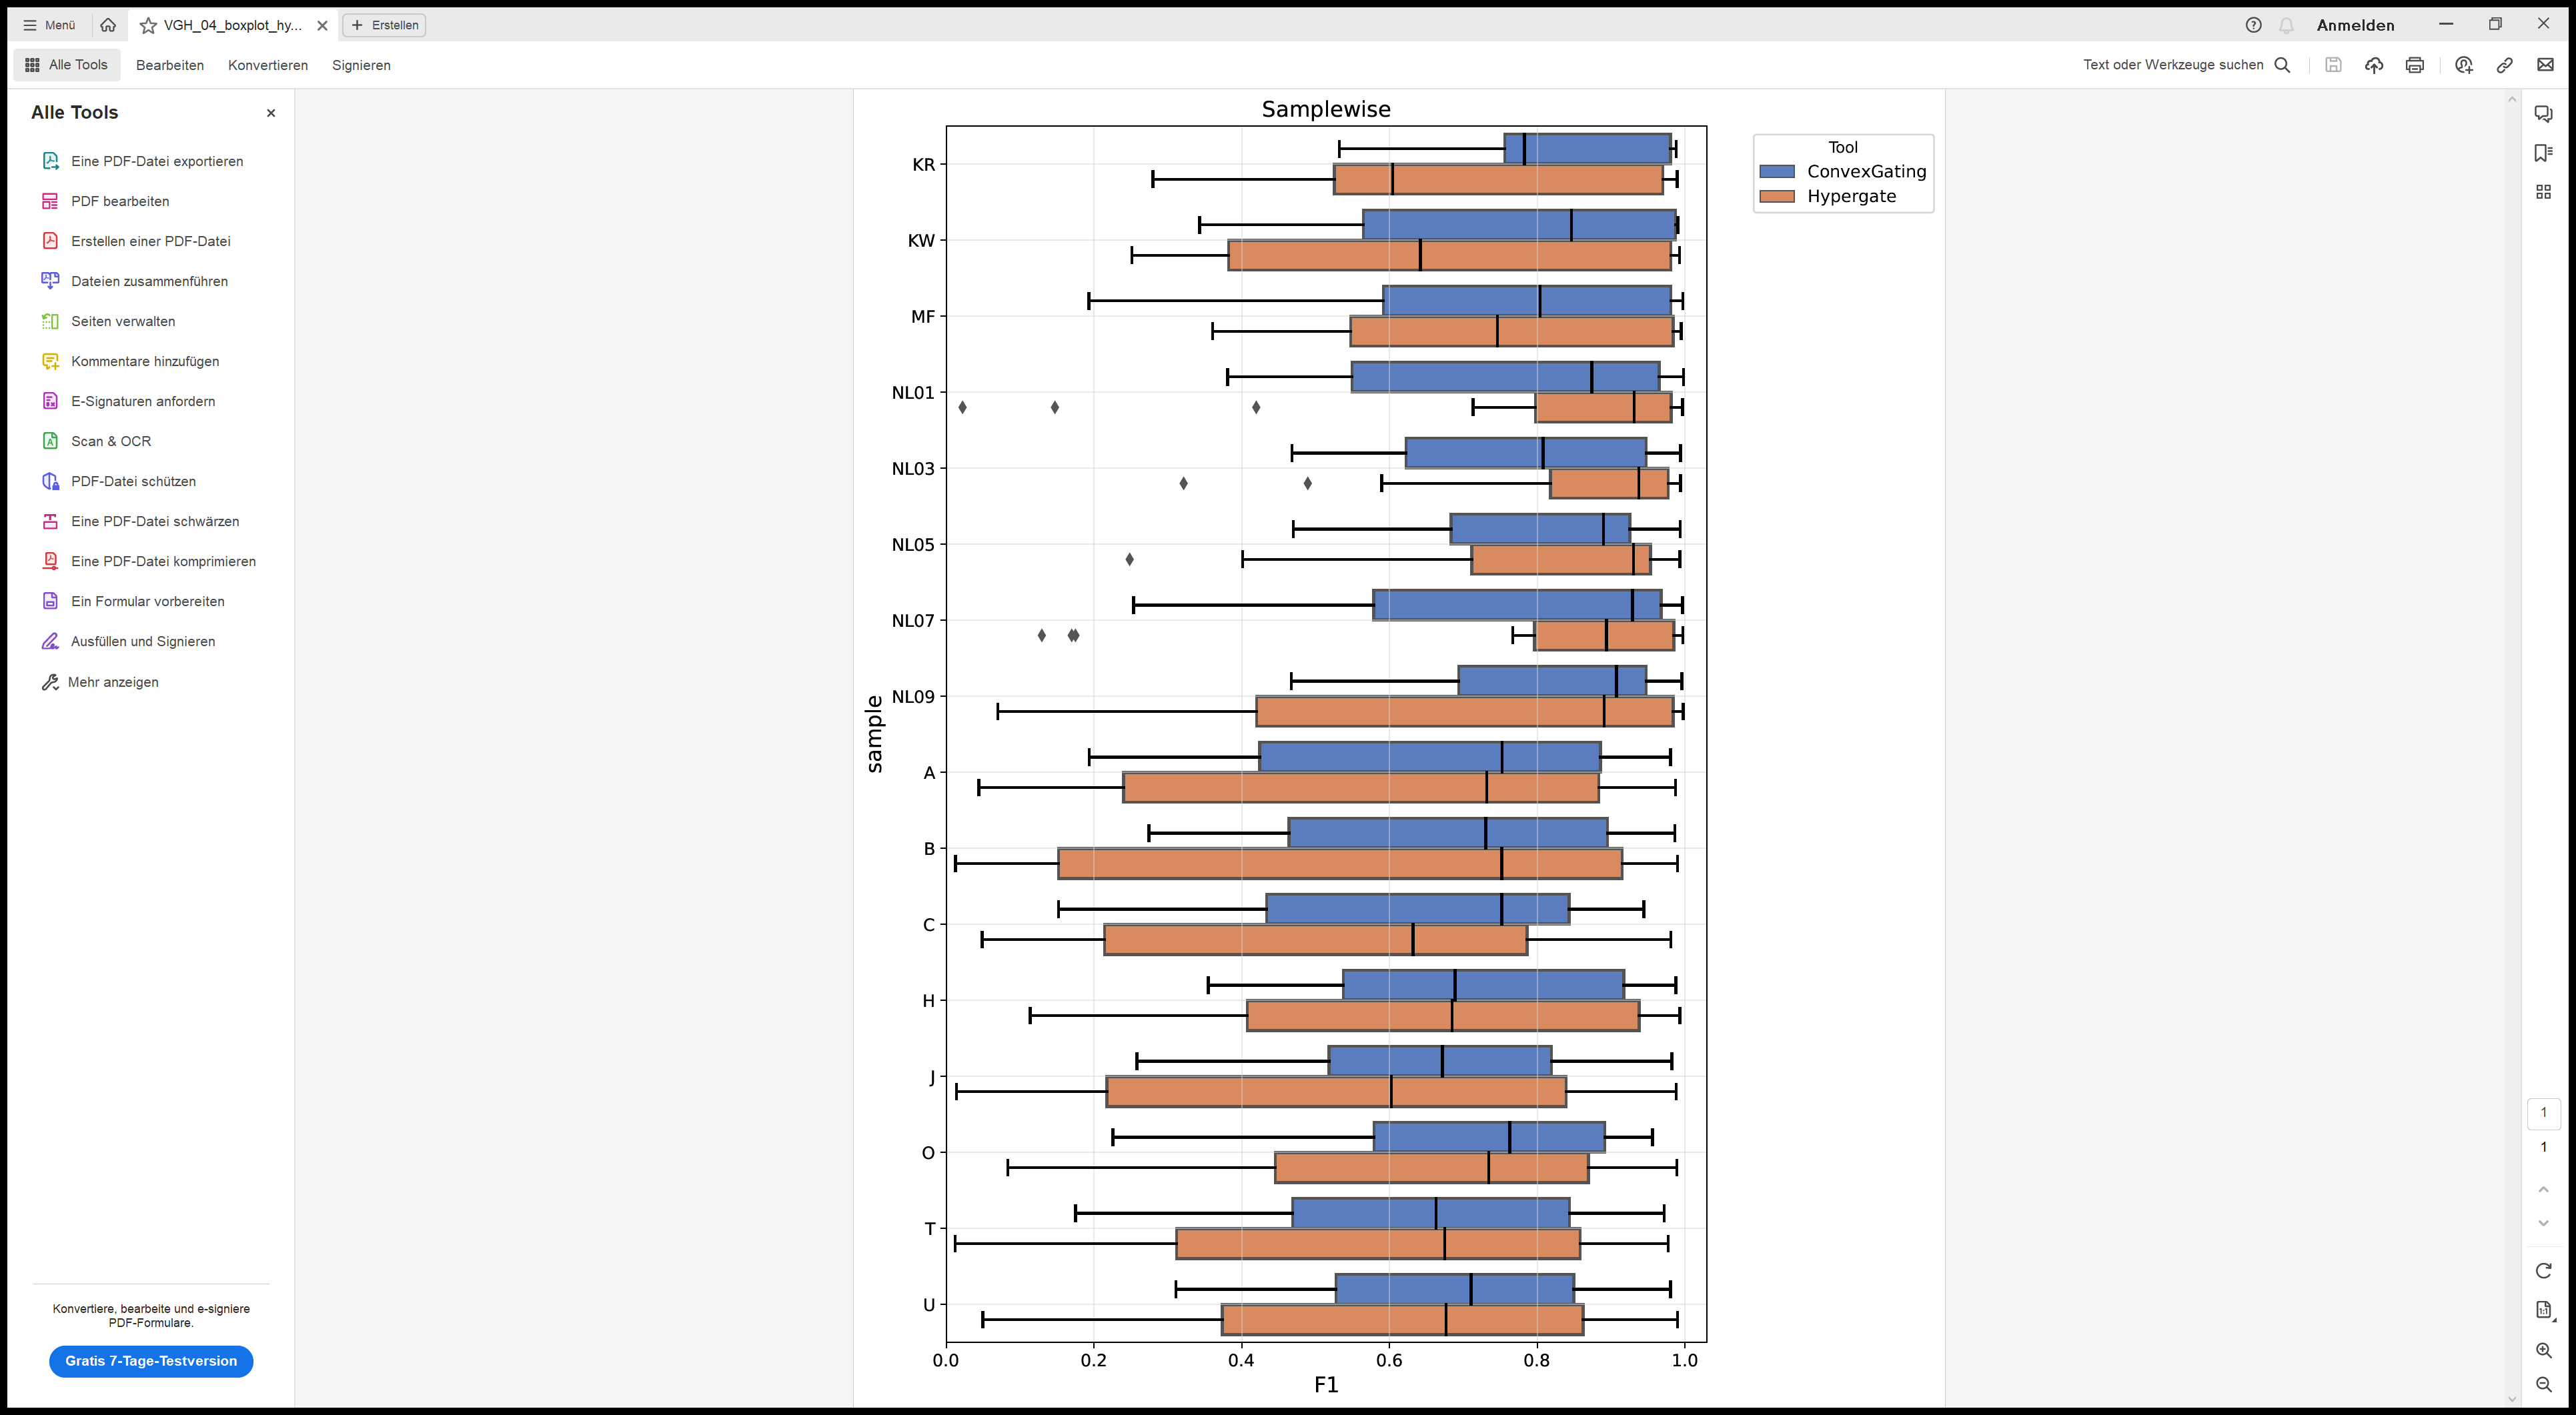 Menü
VGH_04_boxplot_hy...
Erstellen
Anmelden
Alle Tools
Bearbeiten
Konvertieren
Signieren
Text oder Werkzeuge suchen
Alle Tools
Eine PDF-Datei exportieren
PDF bearbeiten
Erstellen einer PDF-Datei
Dateien zusammenführen
Seiten verwalten
Kommentare hinzufügen
E-Signaturen anfordern
Scan & OCR
PDF-Datei schützen
Eine PDF-Datei schwärzen
Eine PDF-Datei komprimieren
Ein Formular vorbereiten
Ausfüllen und Signieren
Mehr anzeigen
Konvertiere, bearbeite und e-signiere
PDF-Formulare.
Gratis 7-Tage-Testversion
Samplewise
sample
KR
KW
MF
NL01
NL03
NL05
NL07
NL09
A
B
C
H
J
O
T
U
0.0 0.2 0.4 0.6 0.8 1.0
F1
Tool
ConvexGating
Hypergate
1
1